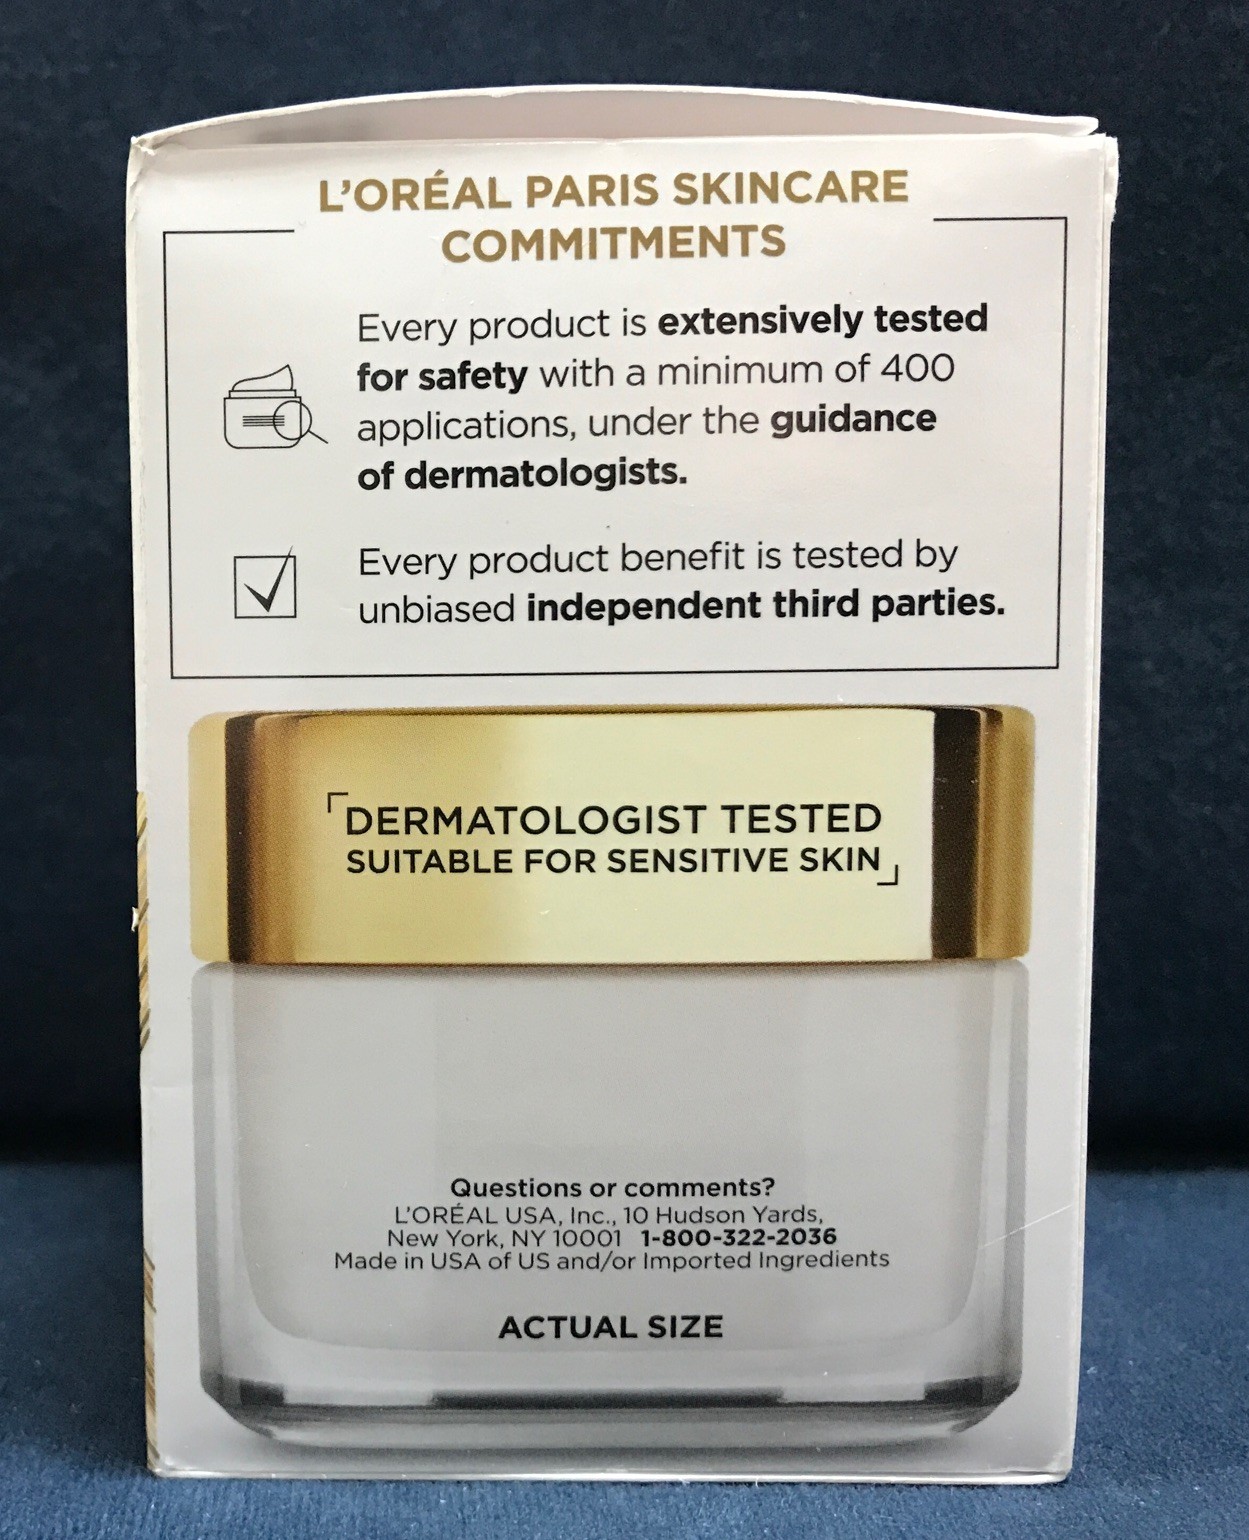 L'ORÉAL PARIS SKINCARE
COMMITMENTS
Every product is extensively tested
for safety with a minimum of 400
applications, under the guidance
of dermatologists.
Every product benefit is tested by
unbiased independent third parties.
DERMATOLOGIST TESTED
SUITABLE FOR SENSITIVE SKIN
Questions or comments?
L'ORÉAL USA, Inc., 10 Hudson Yards,
New York, NY 10001 1-800-322-2036
Made in USA of US and/or Imported Ingredients
ACTUAL SIZE